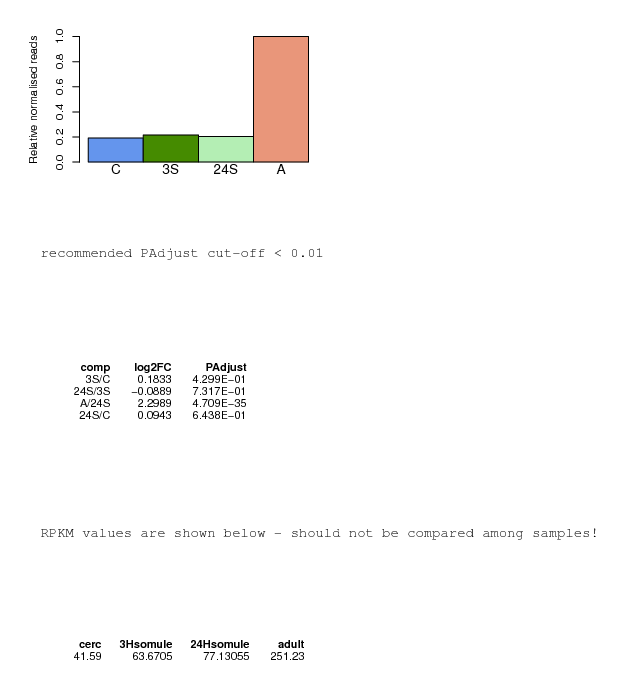 Relative normalised reads
1.0
0.8
0.6
0.4
0.2
0.0
C 3S 24S A
recommended PAdjust cut-off < 0.01
comp log2FC PAdjust
3S/C 0.1833 4.299E-01
24S/3S -0.0889 7.317E-01
A/24S 2.2989 4.709E-35
24S/C 0.0943 6.438E-01
RPKM values are shown below - should not be compared among samples!
cerc 3Hsomule 24Hsomule adult
41.59 63.6705 77.13055 251.23